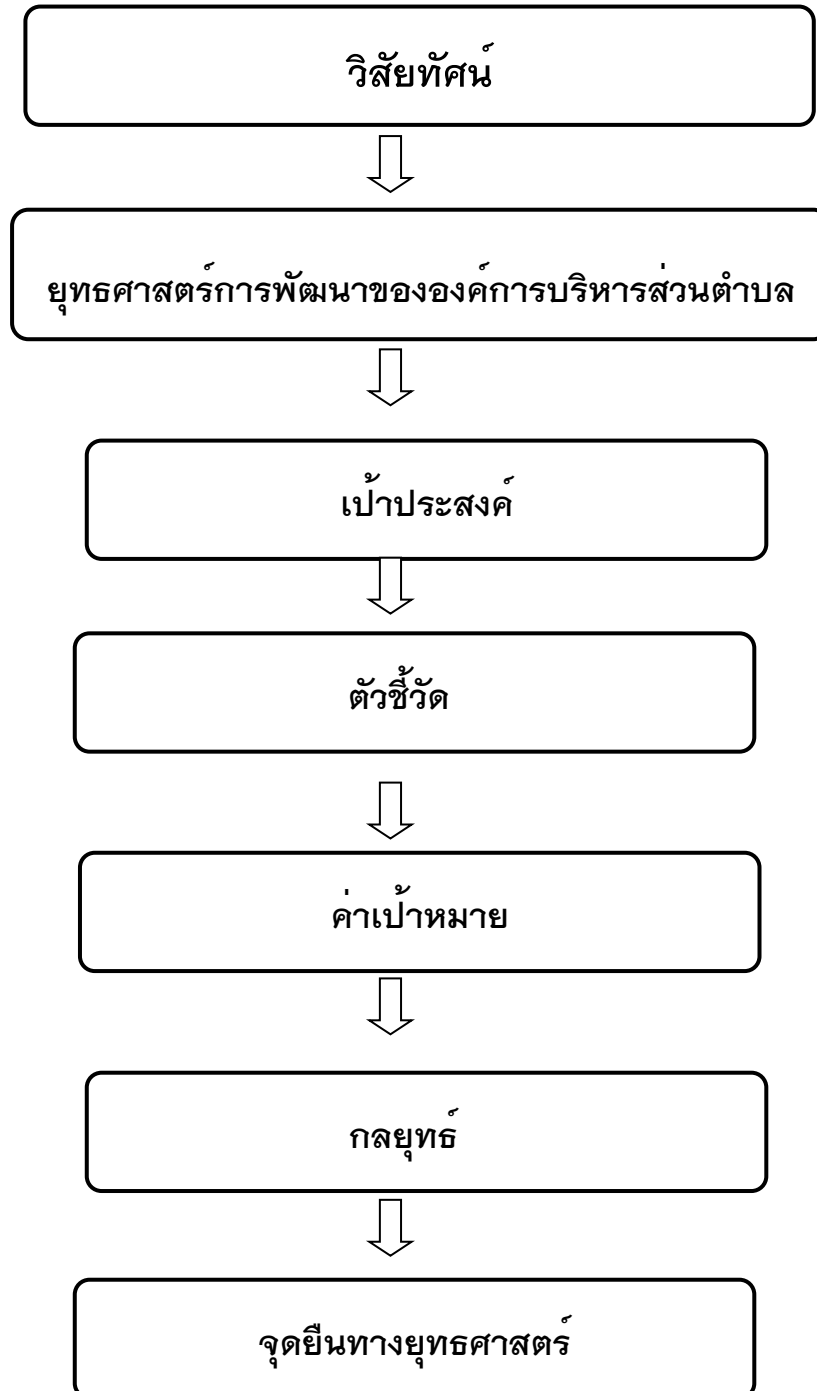 วิสัยทัศน์
ยุทธศาสตร์การพัฒนาขององค์การบริหารส่วนตำบล
เป้าประสงค์
ตัวชี้วัด
ค่าเป้าหมาย
กลยุทธ์
จุดยืนทางยุทธศาสตร์